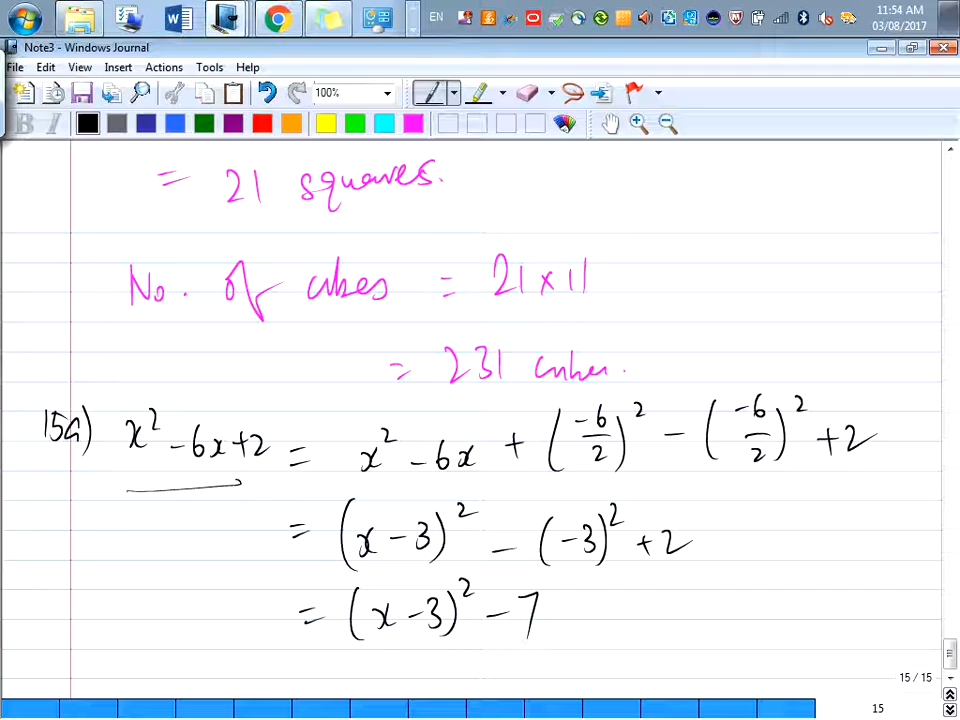 EN
11:54 AM
03/08/2017
Note3 - Windows Journal
File Edit View Insert Actions Tools Help
100%
B I
= 21 squares.
No. of cubes = 21 × 11
= 231 cubes.
15a) x² - 6x + 2 = x² - 6x + (-6/2)² - (-6/2)² + 2
= (x - 3)² - (-3)² + 2
= (x - 3)² - 7
15 / 15
15